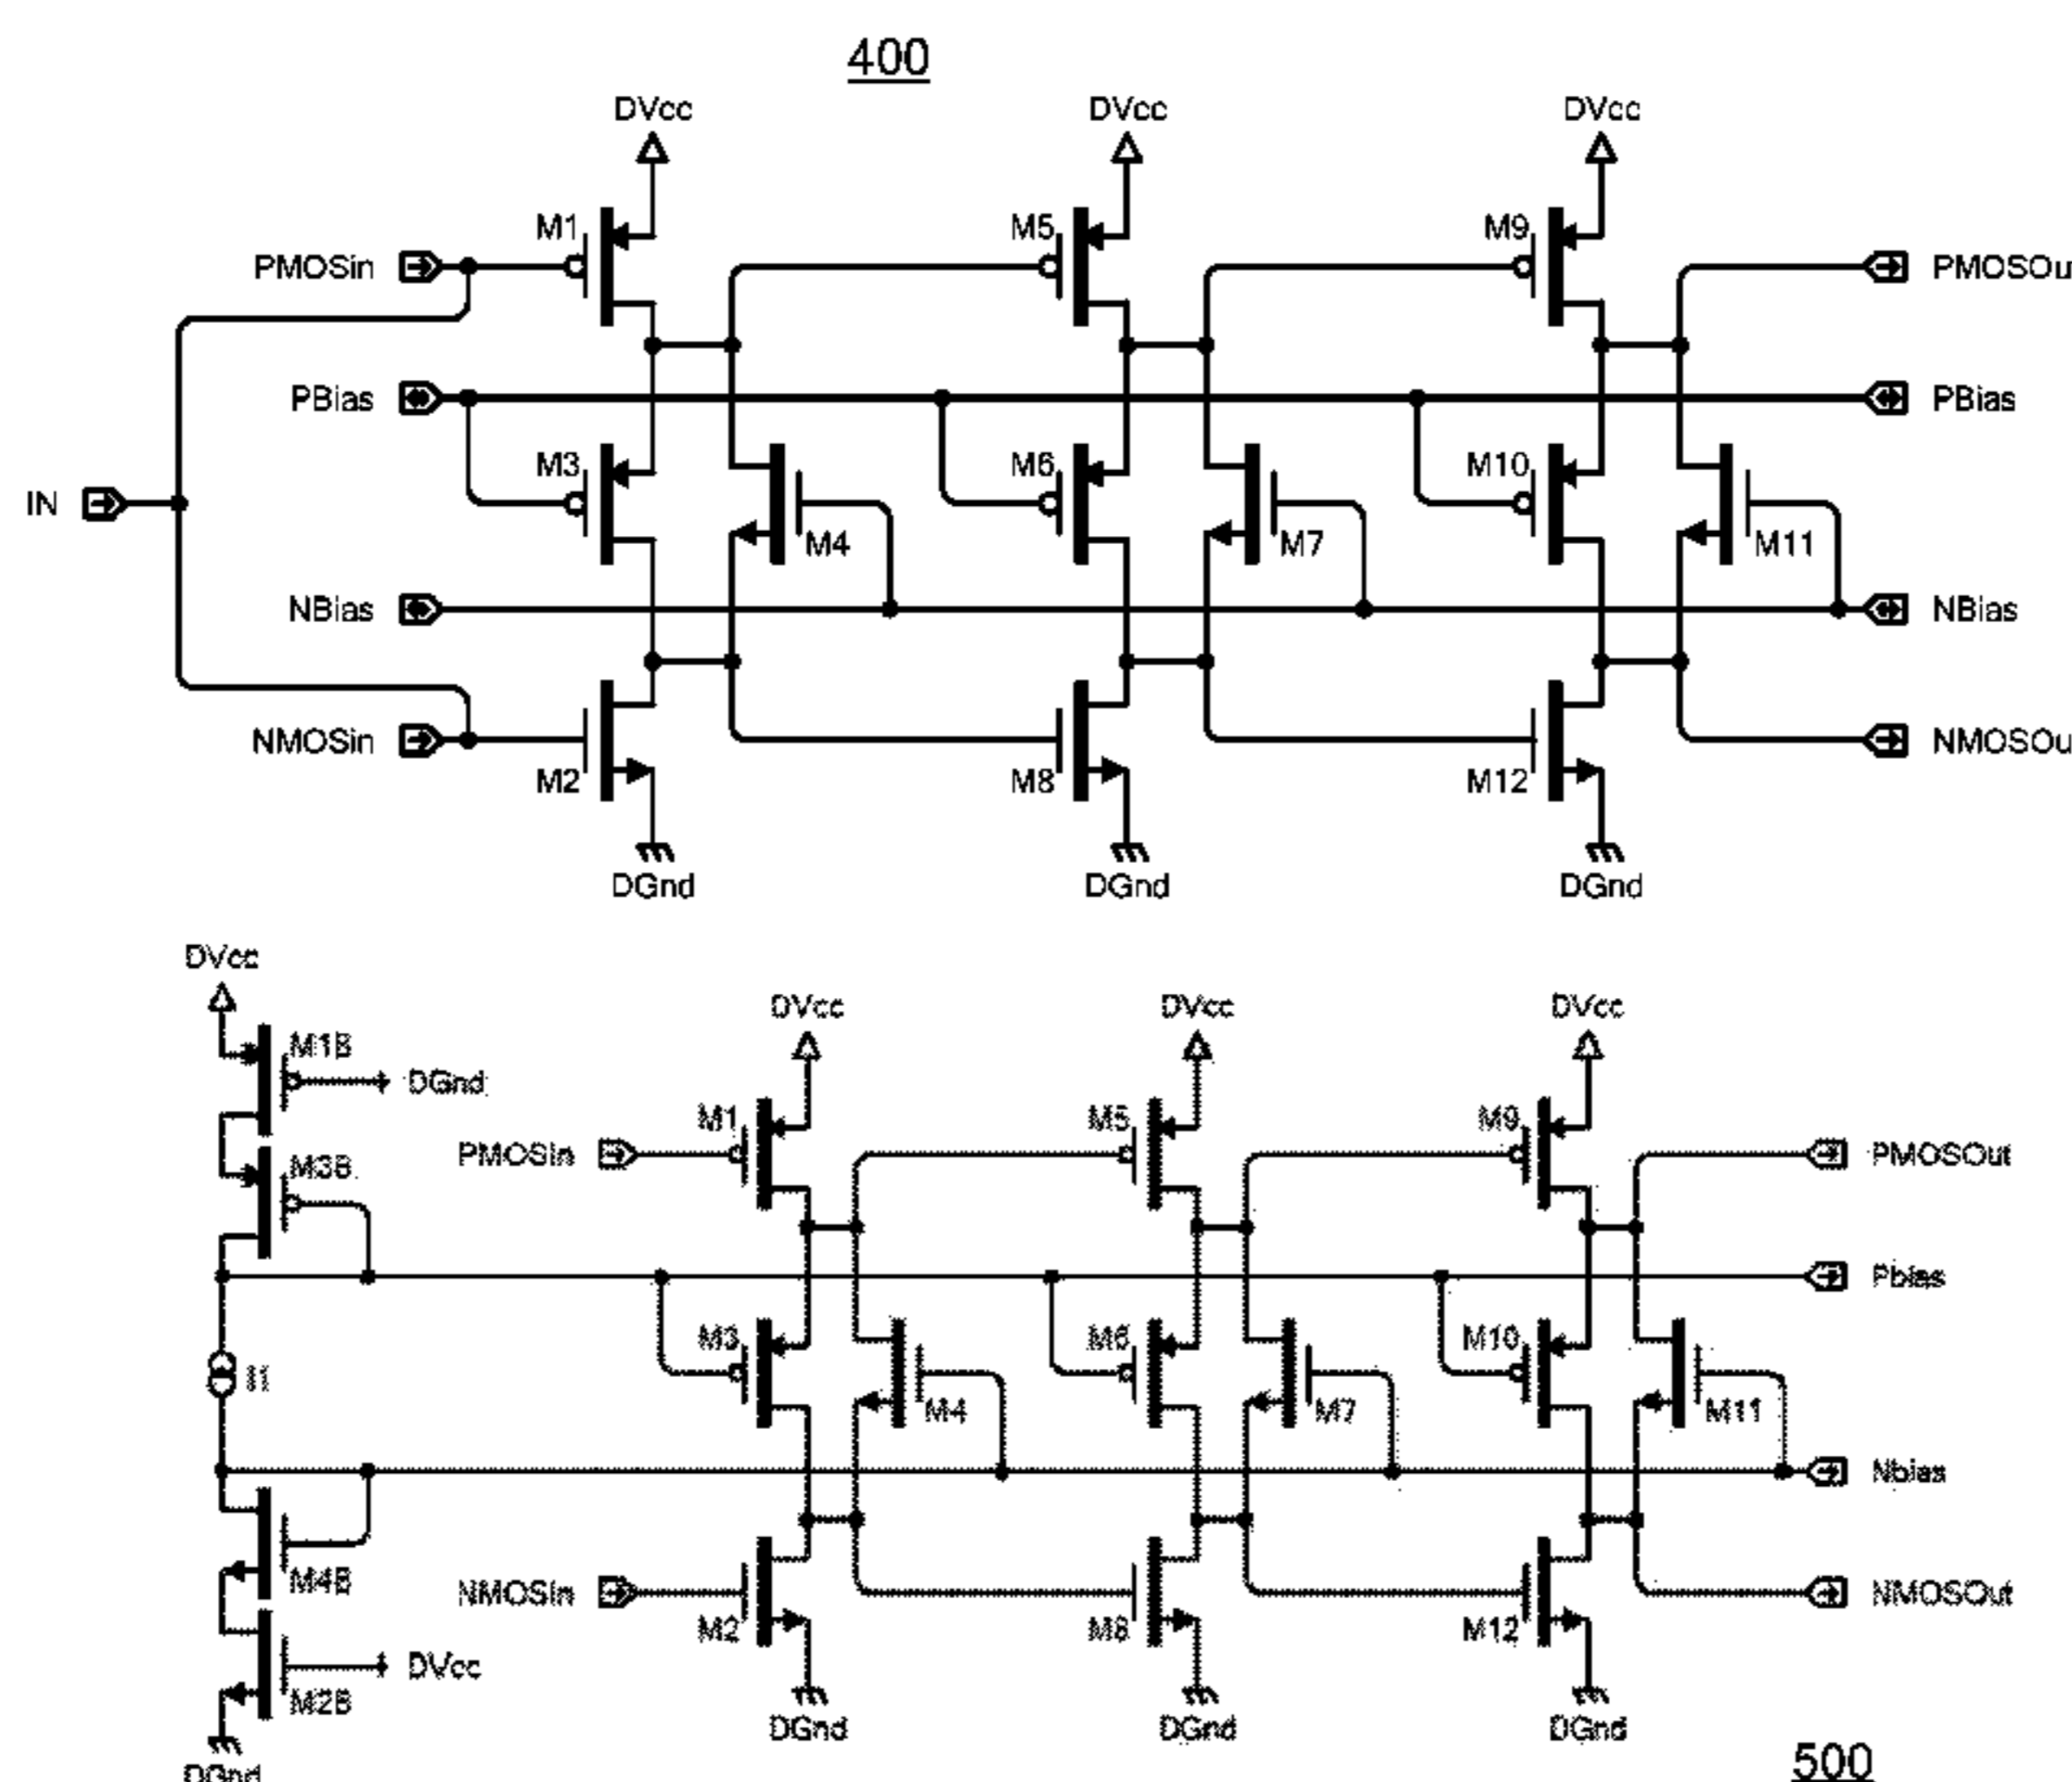 400
DVcc DVcc DVcc
M1 M5 M9
PMOSin PMOSOu
PBias PBias
M3 M6 M10
IN
M4 M7 M11
NBias NBias
NMOSin NMOSOu
M2 M8 M12
DGnd DGnd DGnd
DVcc
DVcc DVcc DVcc
M1B
DGnd
M1 M5 M9
PMOSin PMOSOut
M3B
Pbias
M3 M6 M10
I1
M4 M7 M11
Nbias
M4B
NMOSin NMOSOut
M2 M8 M12
DVcc
M2B
DGnd DGnd DGnd
DGnd
500